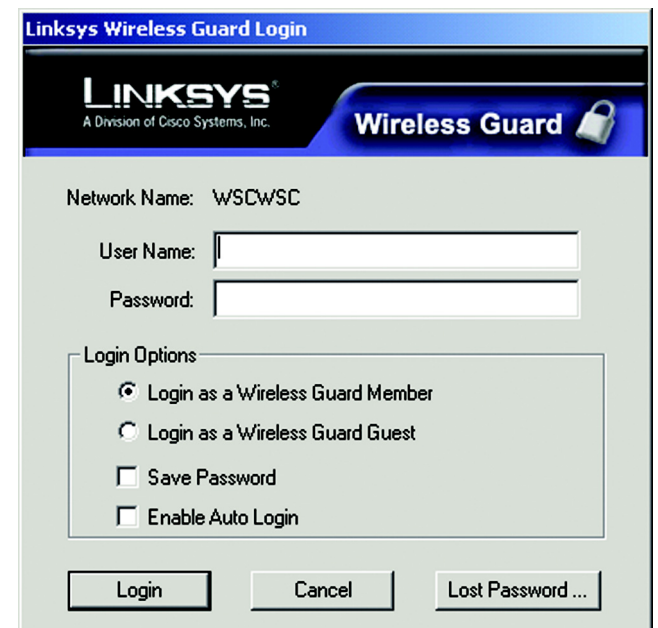 Linksys Wireless Guard Login
LINKSYS®
A Division of Cisco Systems, Inc.
Wireless Guard
Network Name: WSCWSC
User Name:
Password:
Login Options
Login as a Wireless Guard Member
Login as a Wireless Guard Guest
Save Password
Enable Auto Login
Login Cancel Lost Password ...